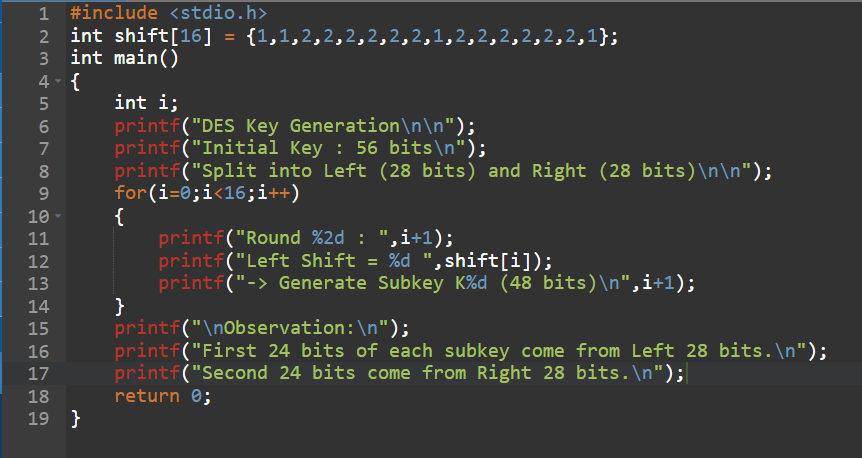 1 #include <stdio.h>
2 int shift[16] = {1,1,2,2,2,2,2,2,1,2,2,2,2,2,2,1};
3 int main()
4 {
5     int i;
6     printf("DES Key Generation\n\n");
7     printf("Initial Key : 56 bits\n");
8     printf("Split into Left (28 bits) and Right (28 bits)\n\n");
9     for(i=0;i<16;i++)
10     {
11         printf("Round %2d : ",i+1);
12         printf("Left Shift = %d ",shift[i]);
13         printf("-> Generate Subkey K%d (48 bits)\n",i+1);
14     }
15     printf("\nObservation:\n");
16     printf("First 24 bits of each subkey come from Left 28 bits.\n");
17     printf("Second 24 bits come from Right 28 bits.\n");
18     return 0;
19 }